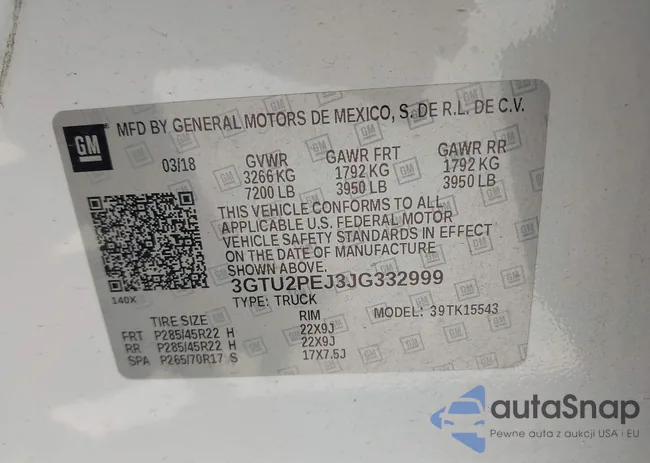 GM
MFD BY GENERAL MOTORS DE MEXICO, S. DE R.L. DE C.V.
03/18 GVWR GAWR FRT GAWR RR
3266 KG 1792 KG 1792 KG
7200 LB 3950 LB 3950 LB
THIS VEHICLE CONFORMS TO ALL
APPLICABLE U.S. FEDERAL MOTOR
VEHICLE SAFETY STANDARDS IN EFFECT
ON THE DATE OF MANUFACTURE
SHOWN ABOVE.
140X
3GTU2PEJ3JG332999
TYPE: TRUCK MODEL: 39TK15543
TIRE SIZE RIM
FRT P285/45R22 H 22X9J
RR P285/45R22 H 22X9J
SPA P265/70R17 S 17X7.5J
autoSnap
Pewne auta z aukcji USA i EU